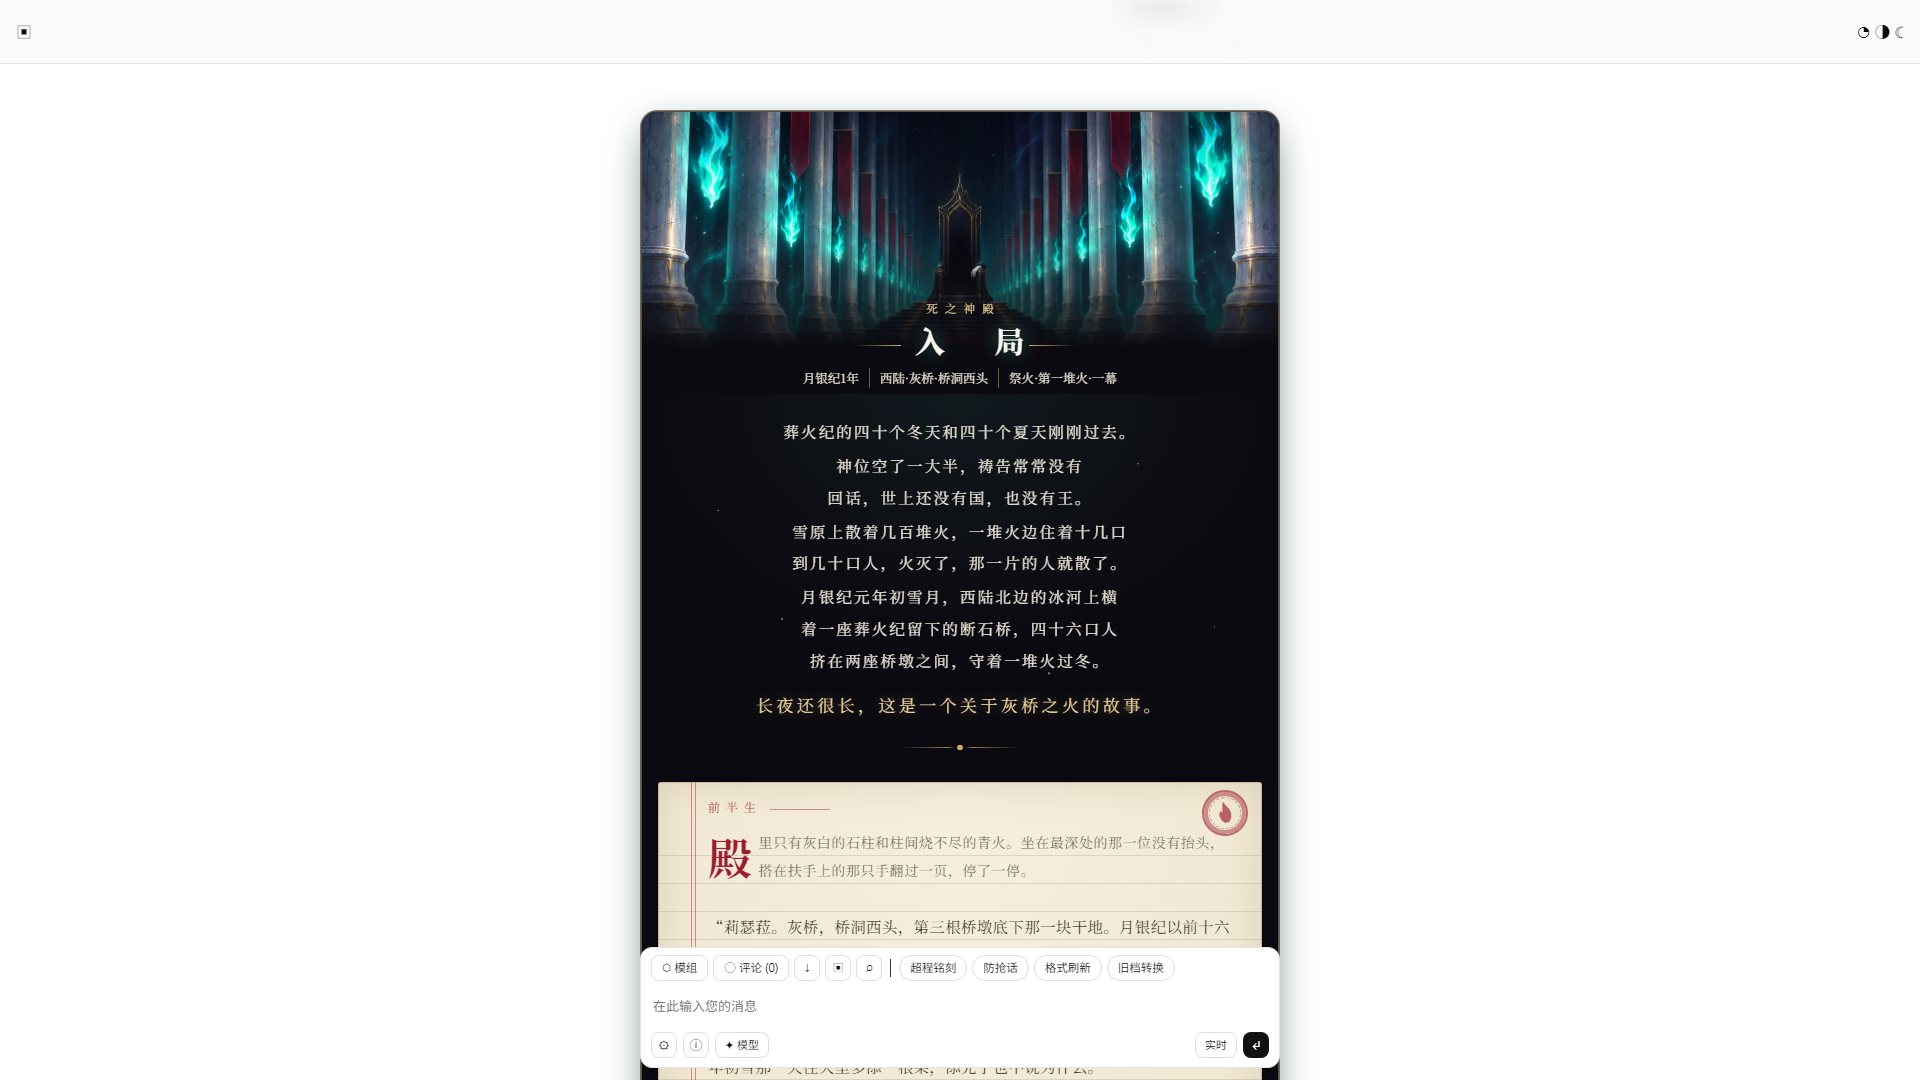 死之神殿
入 局
月银纪1年 西陆·灰桥·桥洞西头 祭火·第一堆火·一幕
葬火纪的四十个冬天和四十个夏天刚刚过去。
神位空了一大半，祷告常常没有
回话，世上还没有国，也没有王。
雪原上散着几百堆火，一堆火边住着十几口
到几十口人，火灭了，那一片的人就散了。
月银纪元年初雪月，西陆北边的冰河上横
着一座葬火纪留下的断石桥，四十六口人
挤在两座桥墩之间，守着一堆火过冬。
长夜还很长，这是一个关于灰桥之火的故事。
前半生
殿里只有灰白的石柱和柱间烧不尽的青火。坐在最深处的那一位没有抬头，
搭在扶手上的那只手翻过一页，停了一停。
“莉瑟菈。灰桥，桥洞西头，第三根桥墩底下那一块干地。月银纪以前十六
模组 评论 (0) 超程铭刻 防抢话 格式刷新 旧档转换
在此输入您的消息
模型 实时